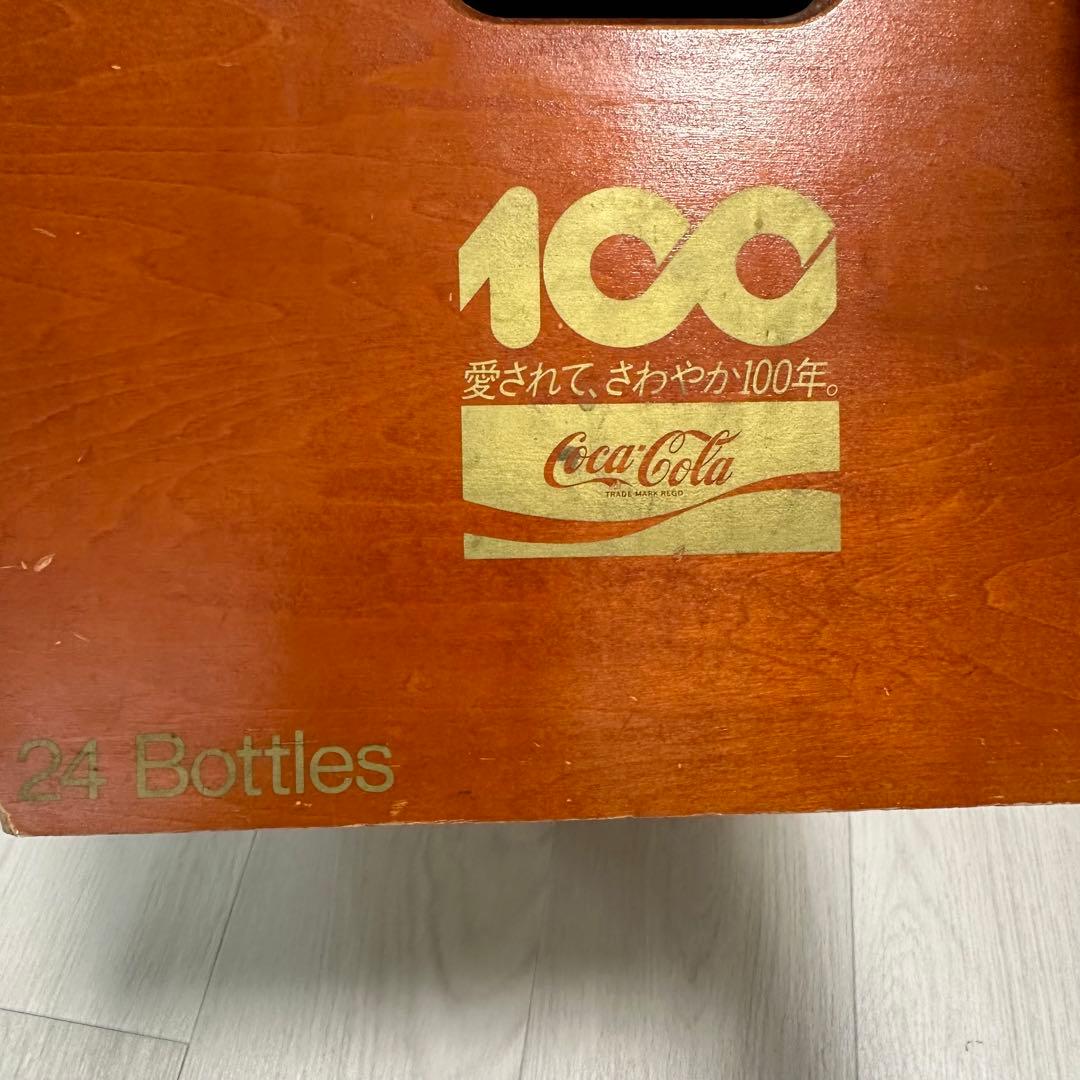 100
愛されて、さわやか100年。
Coca-Cola
TRADE MARK REGD
24 Bottles